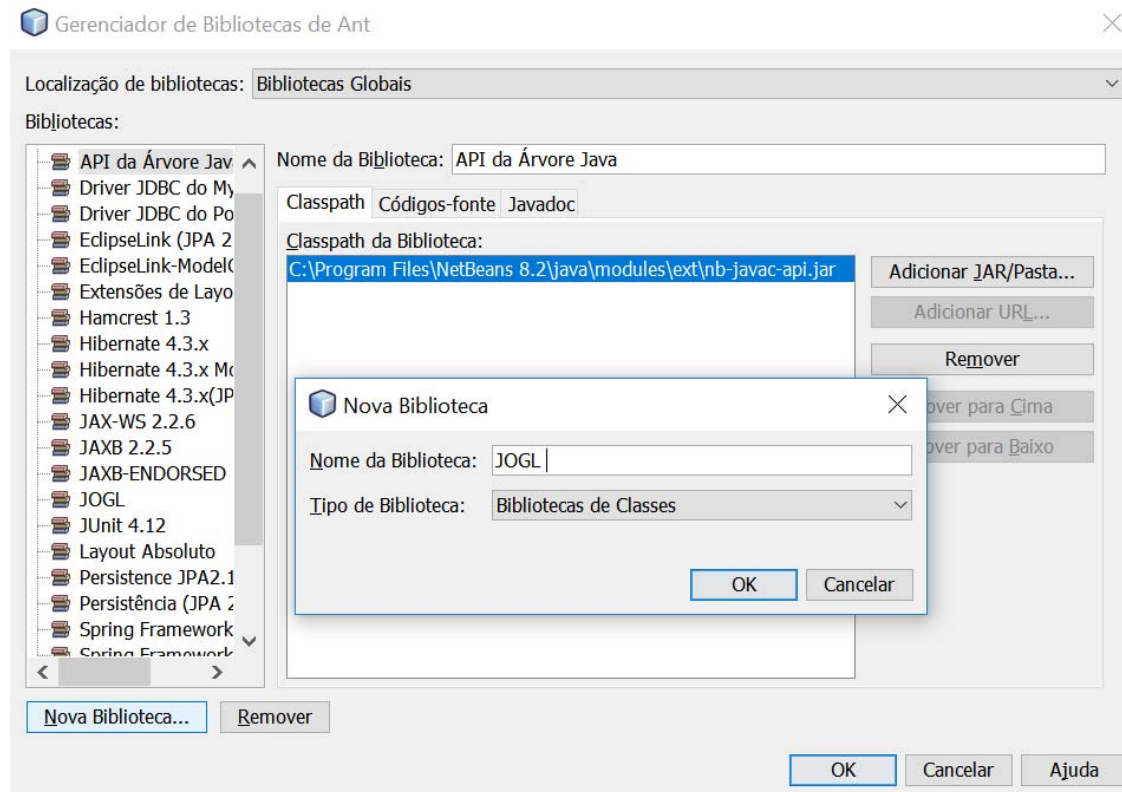 Gerenciador de Bibliotecas de Ant
Localização de bibliotecas: Bibliotecas Globais
Bibliotecas:
API da Árvore Jav
Driver JDBC do My
Driver JDBC do Po
EclipseLink (JPA 2
EclipseLink-Model(
Extensões de Layo
Hamcrest 1.3
Hibernate 4.3.x
Hibernate 4.3.x Mo
Hibernate 4.3.x(JP
JAX-WS 2.2.6
JAXB 2.2.5
JAXB-ENDORSED
JOGL
JUnit 4.12
Layout Absoluto
Persistence JPA2.1
Persistência (JPA 2
Spring Framework
Spring Framework
Nome da Biblioteca: API da Árvore Java
Classpath Códigos-fonte Javadoc
Classpath da Biblioteca:
C:\Program Files\NetBeans 8.2\java\modules\ext\nb-javac-api.jar
Adicionar JAR/Pasta...
Adicionar URL...
Remover
over para Cima
over para Baixo
Nova Biblioteca
Nome da Biblioteca: JOGL
Tipo de Biblioteca: Bibliotecas de Classes
OK Cancelar
Nova Biblioteca... Remover
OK Cancelar Ajuda